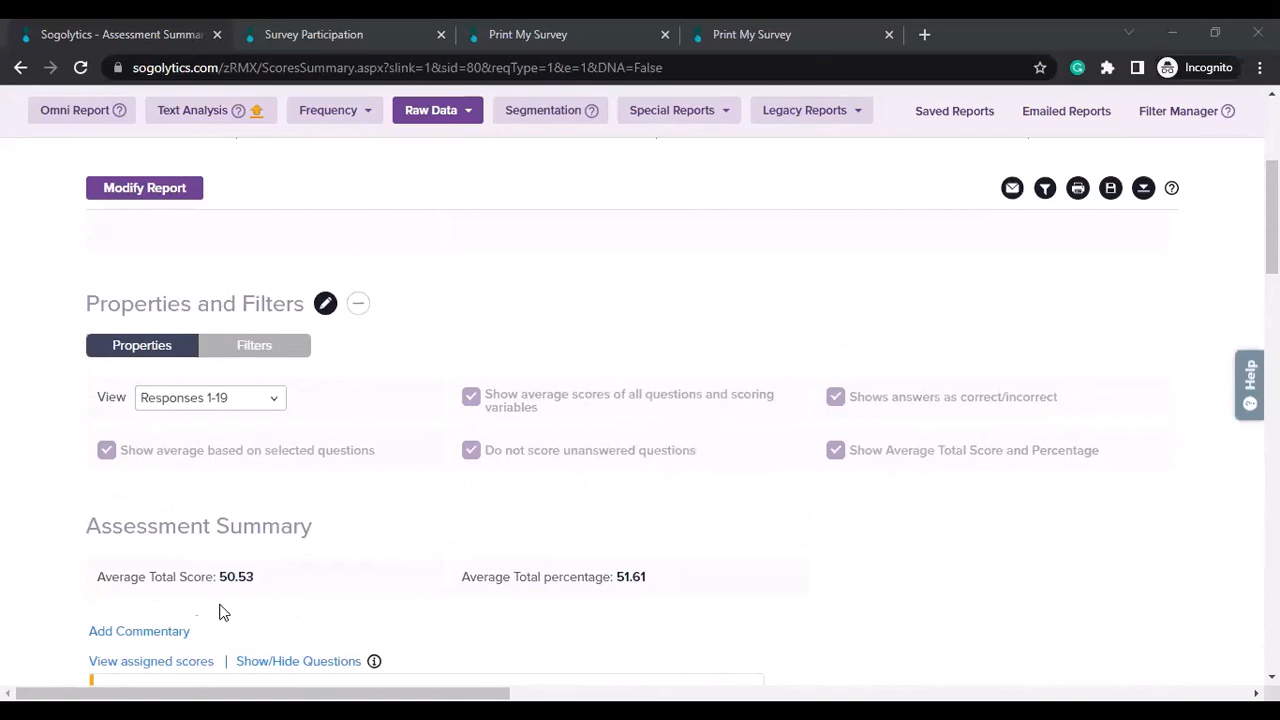 Sogolytics - Assessment Summar
Survey Participation
Print My Survey
Print My Survey
sogolytics.com/zRMX/ScoresSummary.aspx?slink=1&sid=80&reqType=1&e=1&DNA=False
Incognito
Omni Report
Text Analysis
Frequency
Raw Data
Segmentation
Special Reports
Legacy Reports
Saved Reports
Emailed Reports
Filter Manager
Modify Report
Properties and Filters
Properties
Filters
View
Responses 1-19
Show average scores of all questions and scoring
variables
Shows answers as correct/incorrect
Show average based on selected questions
Do not score unanswered questions
Show Average Total Score and Percentage
Help
Assessment Summary
Average Total Score: 50.53
Average Total percentage: 51.61
Add Commentary
View assigned scores | Show/Hide Questions